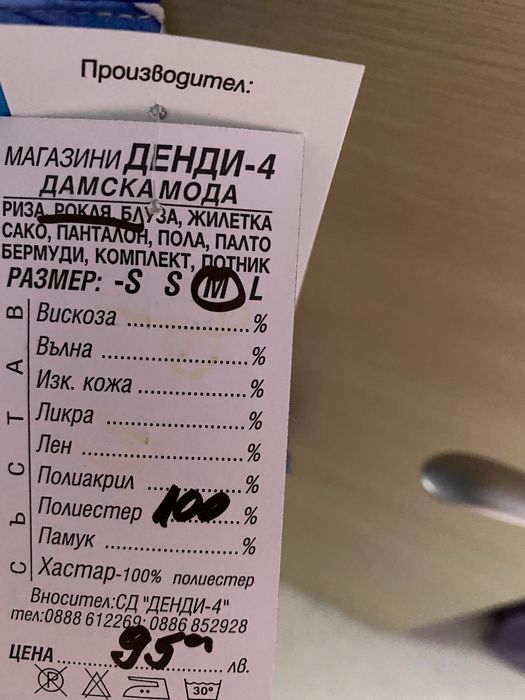 Производител:
МАГАЗИНИ ДЕНДИ-4
ДАМСКА МОДА
РИЗА, РОКЛЯ, БЛУЗА, ЖИЛЕТКА
САКО, ПАНТАЛОН, ПОЛА, ПАЛТО
БЕРМУДИ, КОМПЛЕКТ, ПОТНИК
РАЗМЕР: -S S M L
СЪСТАВ
Вискоза ..................... %
Вълна ........................ %
Изк. кожа .................. %
Ликра ....................... %
Лен ............................ %
Полиакрил ................ %
Полиестер 100 ... %
Памук ....................... %
Хастар-100% полиестер
Вносител:СД "ДЕНДИ-4"
тел:0888 612269; 0886 852928
ЦЕНА ..... 95 ..... лв.
P 30°